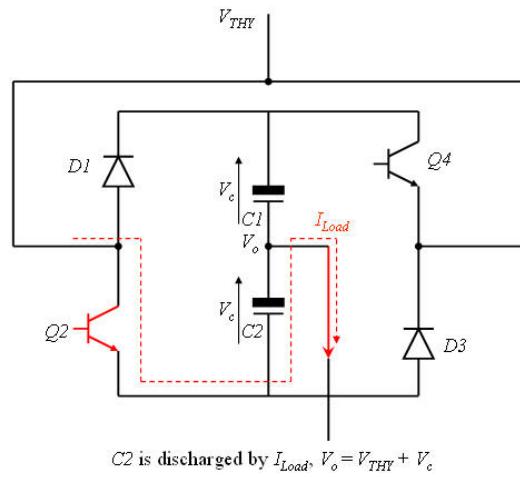 V_THY
D1
Q4
V_c
C1
I_Load
V_o
V_c
C2
Q2
D3
C2 is discharged by I_Load, V_o = V_THY + V_c